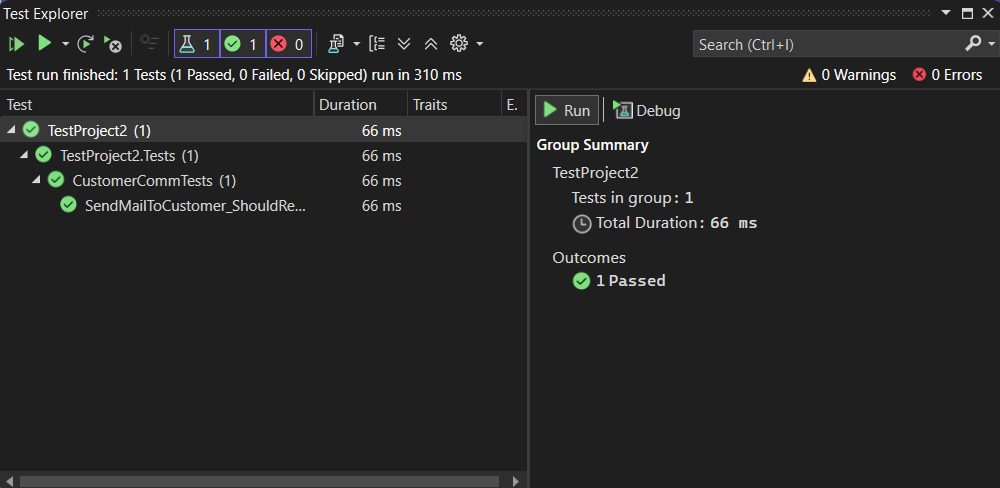 Test Explorer
1 1 0
Search (Ctrl+I)
Test run finished: 1 Tests (1 Passed, 0 Failed, 0 Skipped) run in 310 ms
0 Warnings
0 Errors
Test Duration Traits E.
TestProject2 (1) 66 ms
TestProject2.Tests (1) 66 ms
CustomerCommTests (1) 66 ms
SendMailToCustomer_ShouldRe... 66 ms
Run Debug
Group Summary
TestProject2
Tests in group: 1
Total Duration: 66 ms
Outcomes
1 Passed